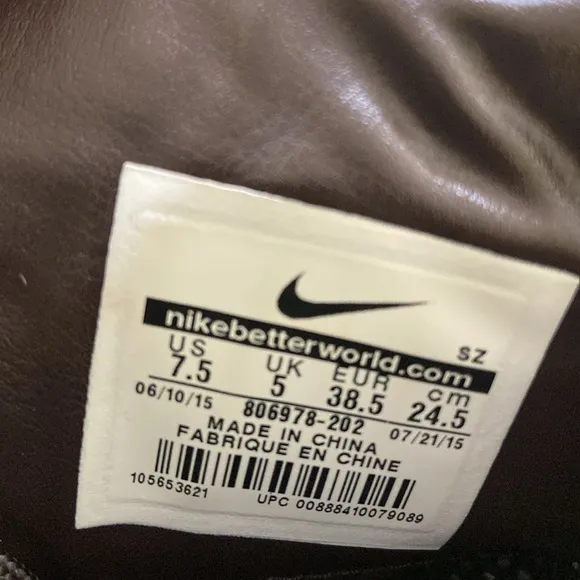 nikebetterworld.com
SZ
US UK EUR cm
7.5 5 38.5 24.5
06/10/15 806978-202 07/21/15
MADE IN CHINA
FABRIQUE EN CHINE
105653621 UPC 00888410079089